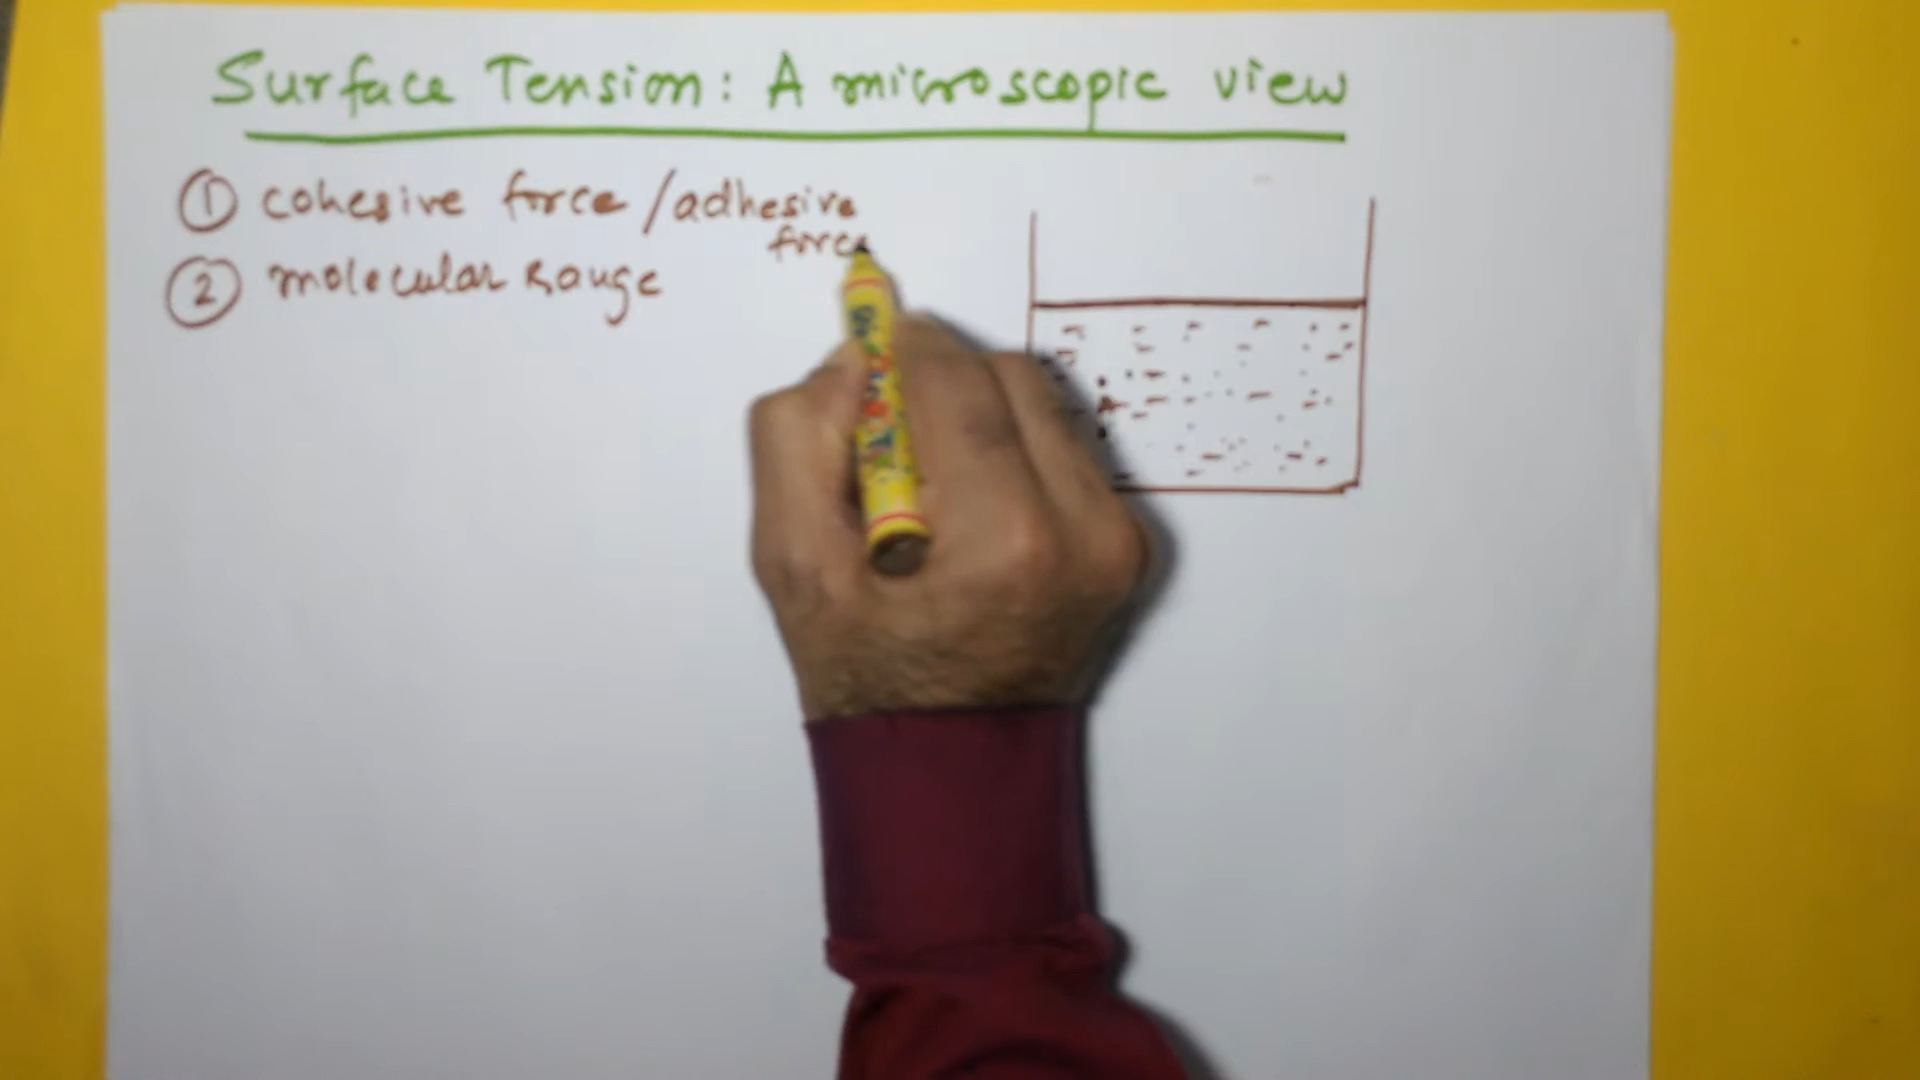 Surface Tension: A microscopic view
① cohesive force / adhesive
force
② molecular Range